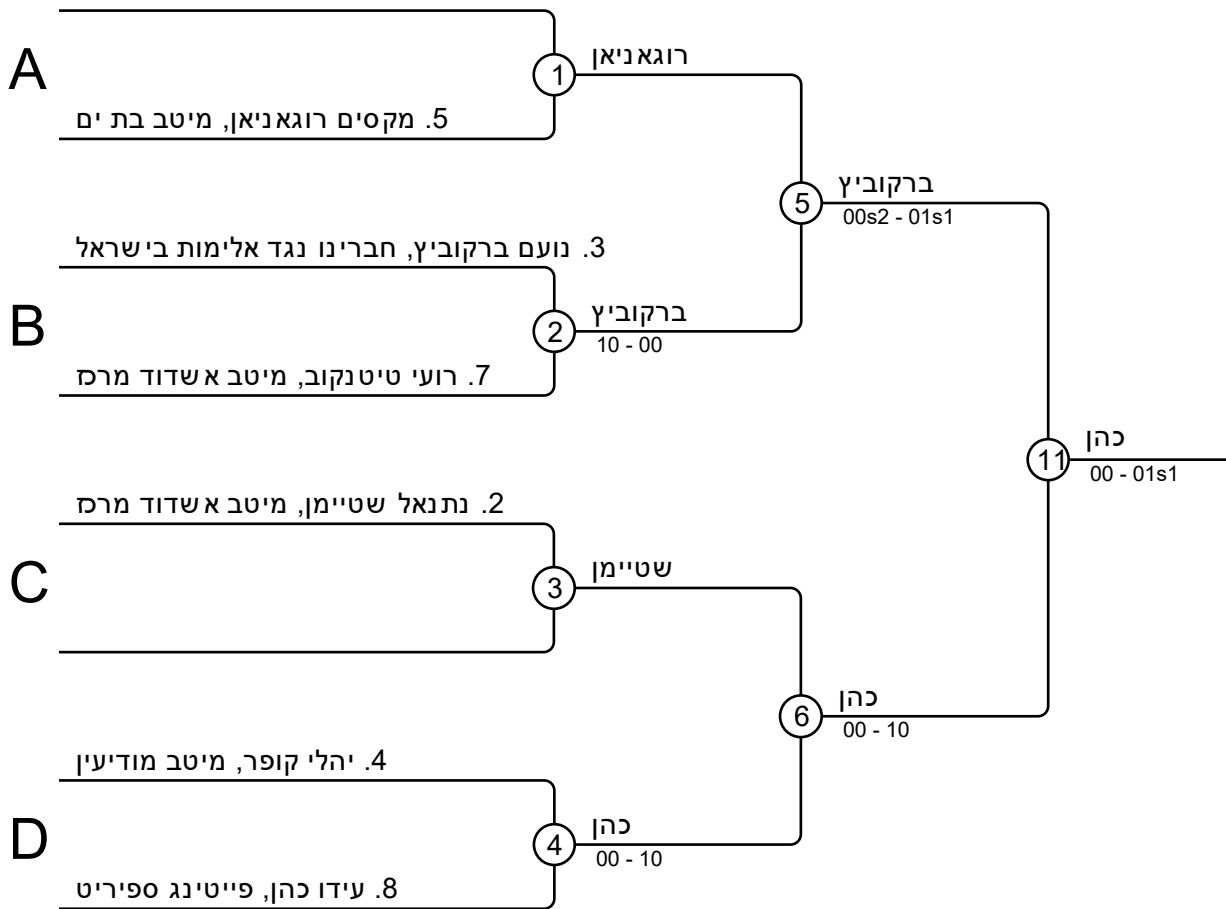 A
1
רוגאניאן
5. מקסים רוגאניאן, מיטב בת ים
5
ברקוביץ
00s2 - 01s1
3. נועם ברקוביץ, חברינו נגד אלימות בישראל
B
2
ברקוביץ
10 - 00
7. רועי טיטנקוב, מיטב אשדוד מרכז
11
כהן
00 - 01s1
2. נתנאל שטיימן, מיטב אשדוד מרכז
C
3
שטיימן
6
כהן
00 - 10
4. יהלי קופר, מיטב מודיעין
D
4
כהן
00 - 10
8. עידו כהן, פייטינג ספיריט